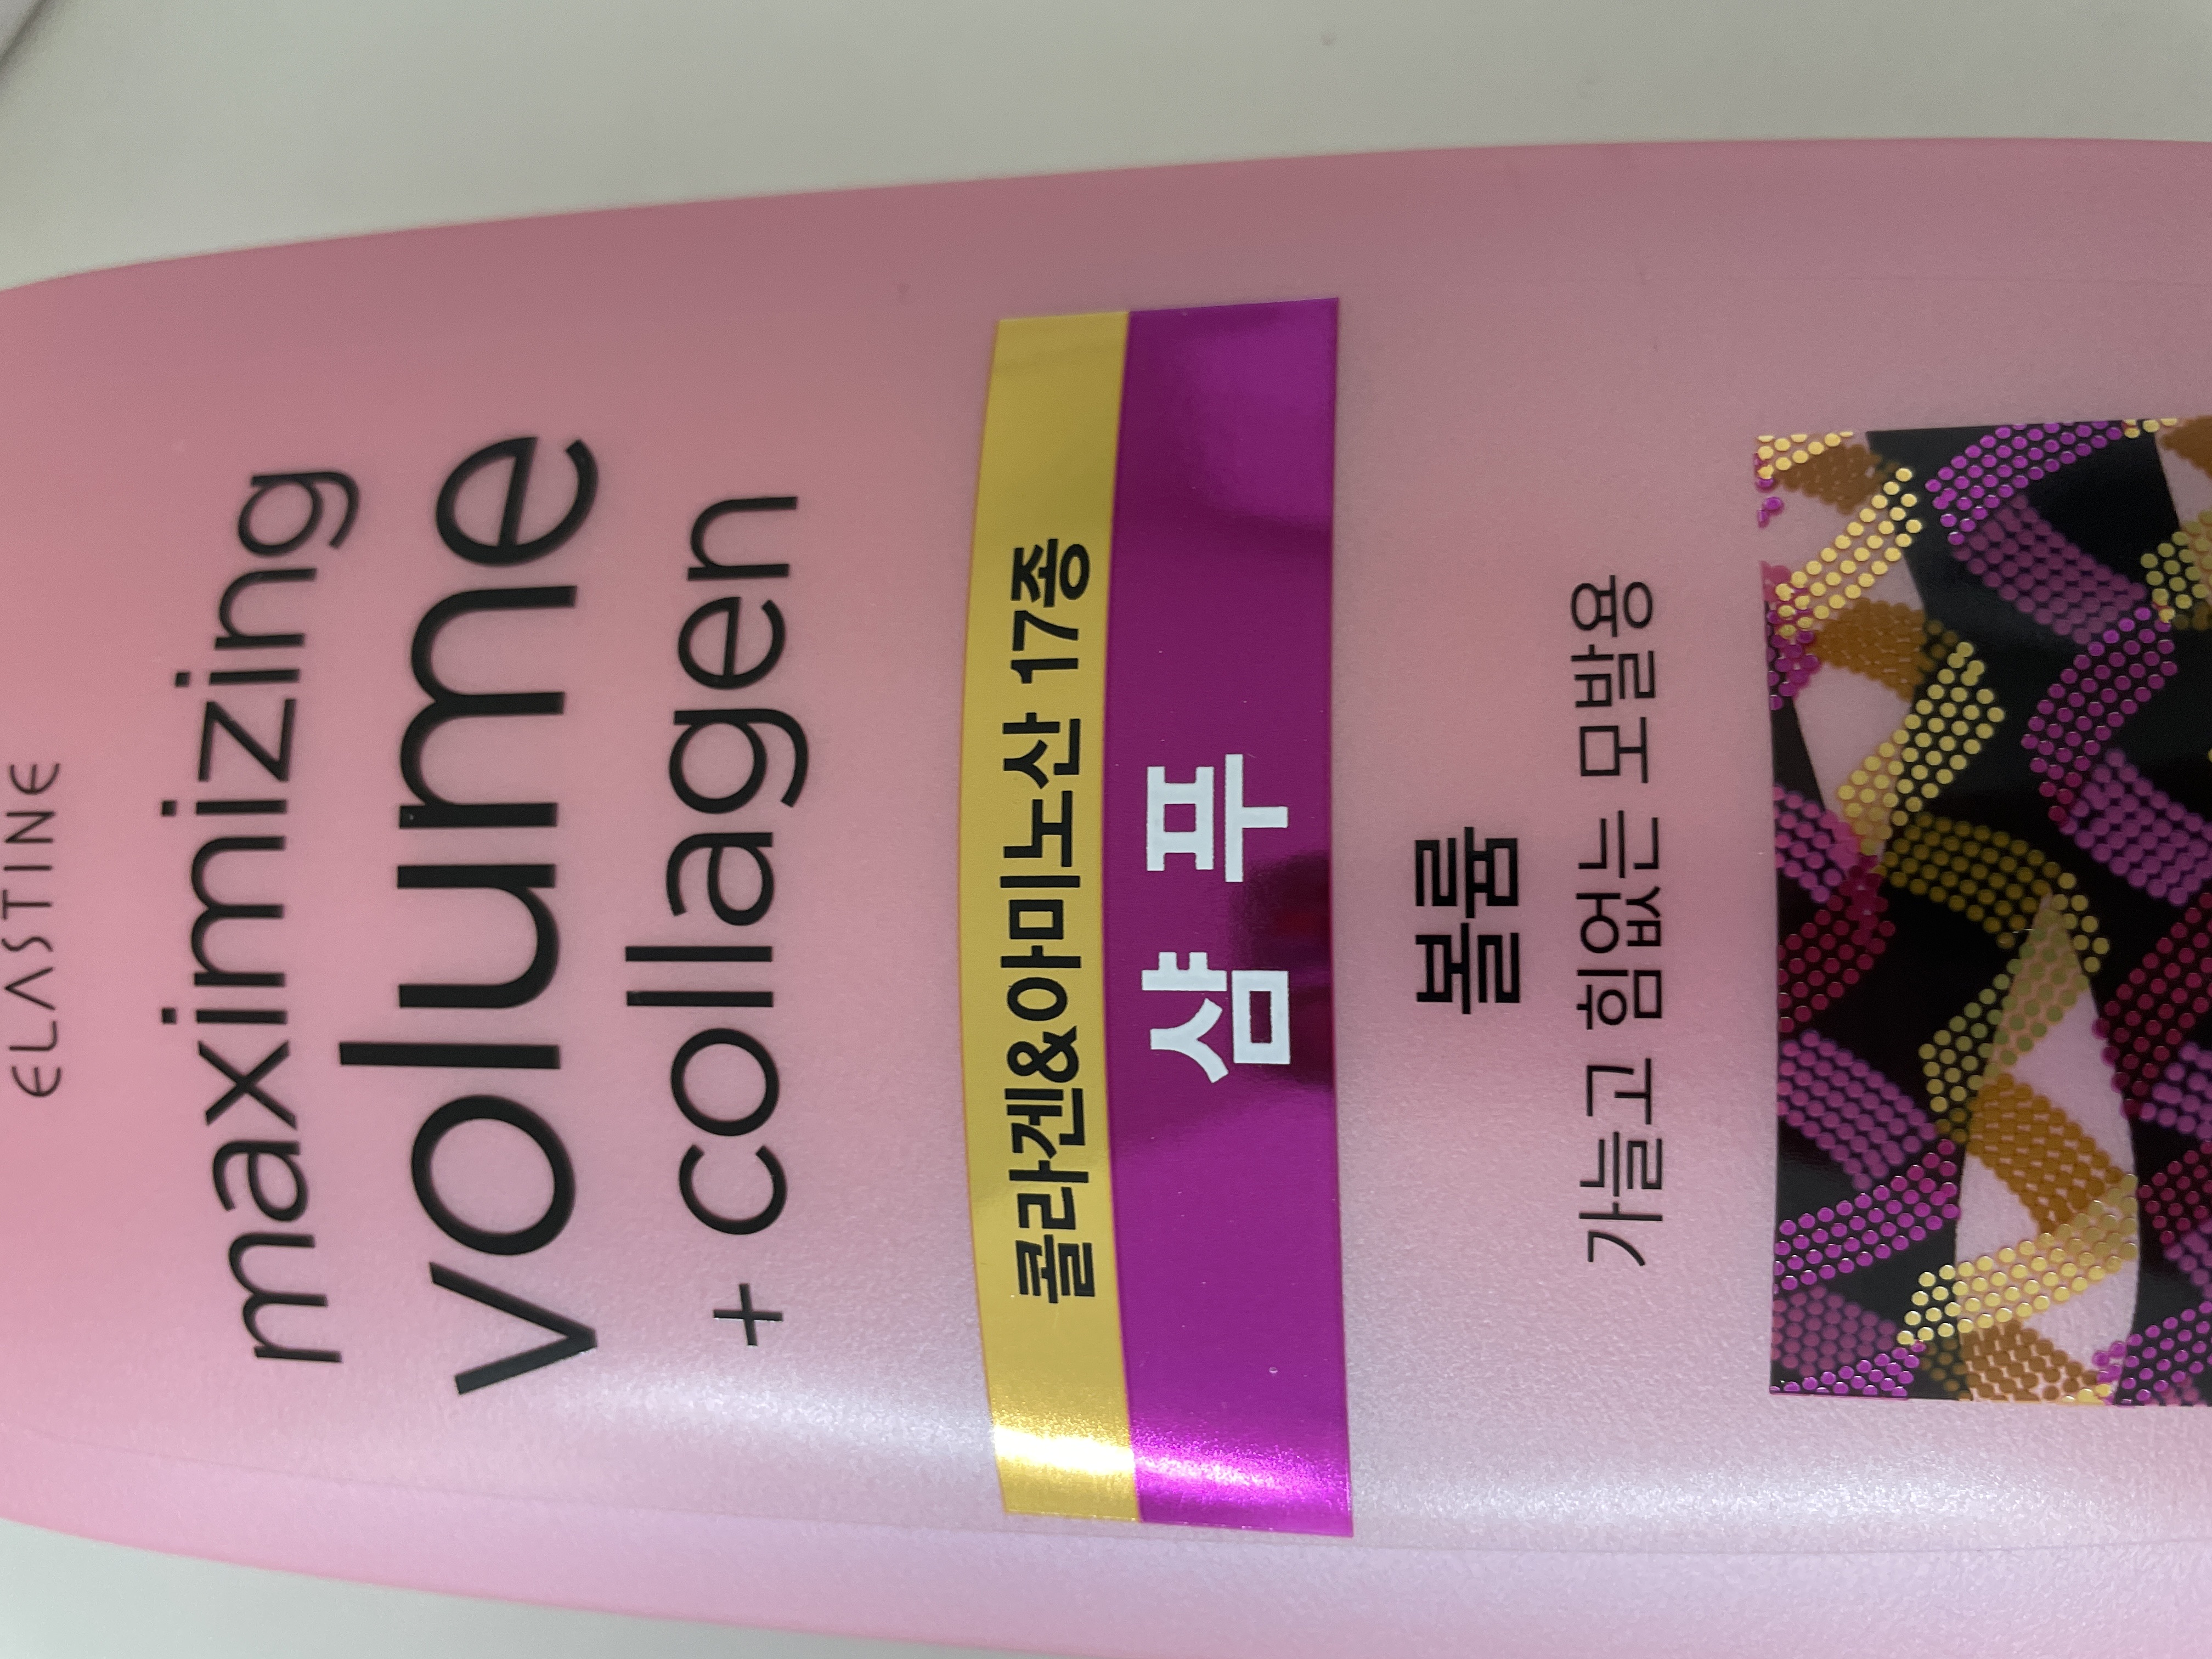 ELASTINE
maximizing
volume
+ collagen
콜라겐&아미노산 17종
샴푸
볼륨
가늘고 힘없는 모발용